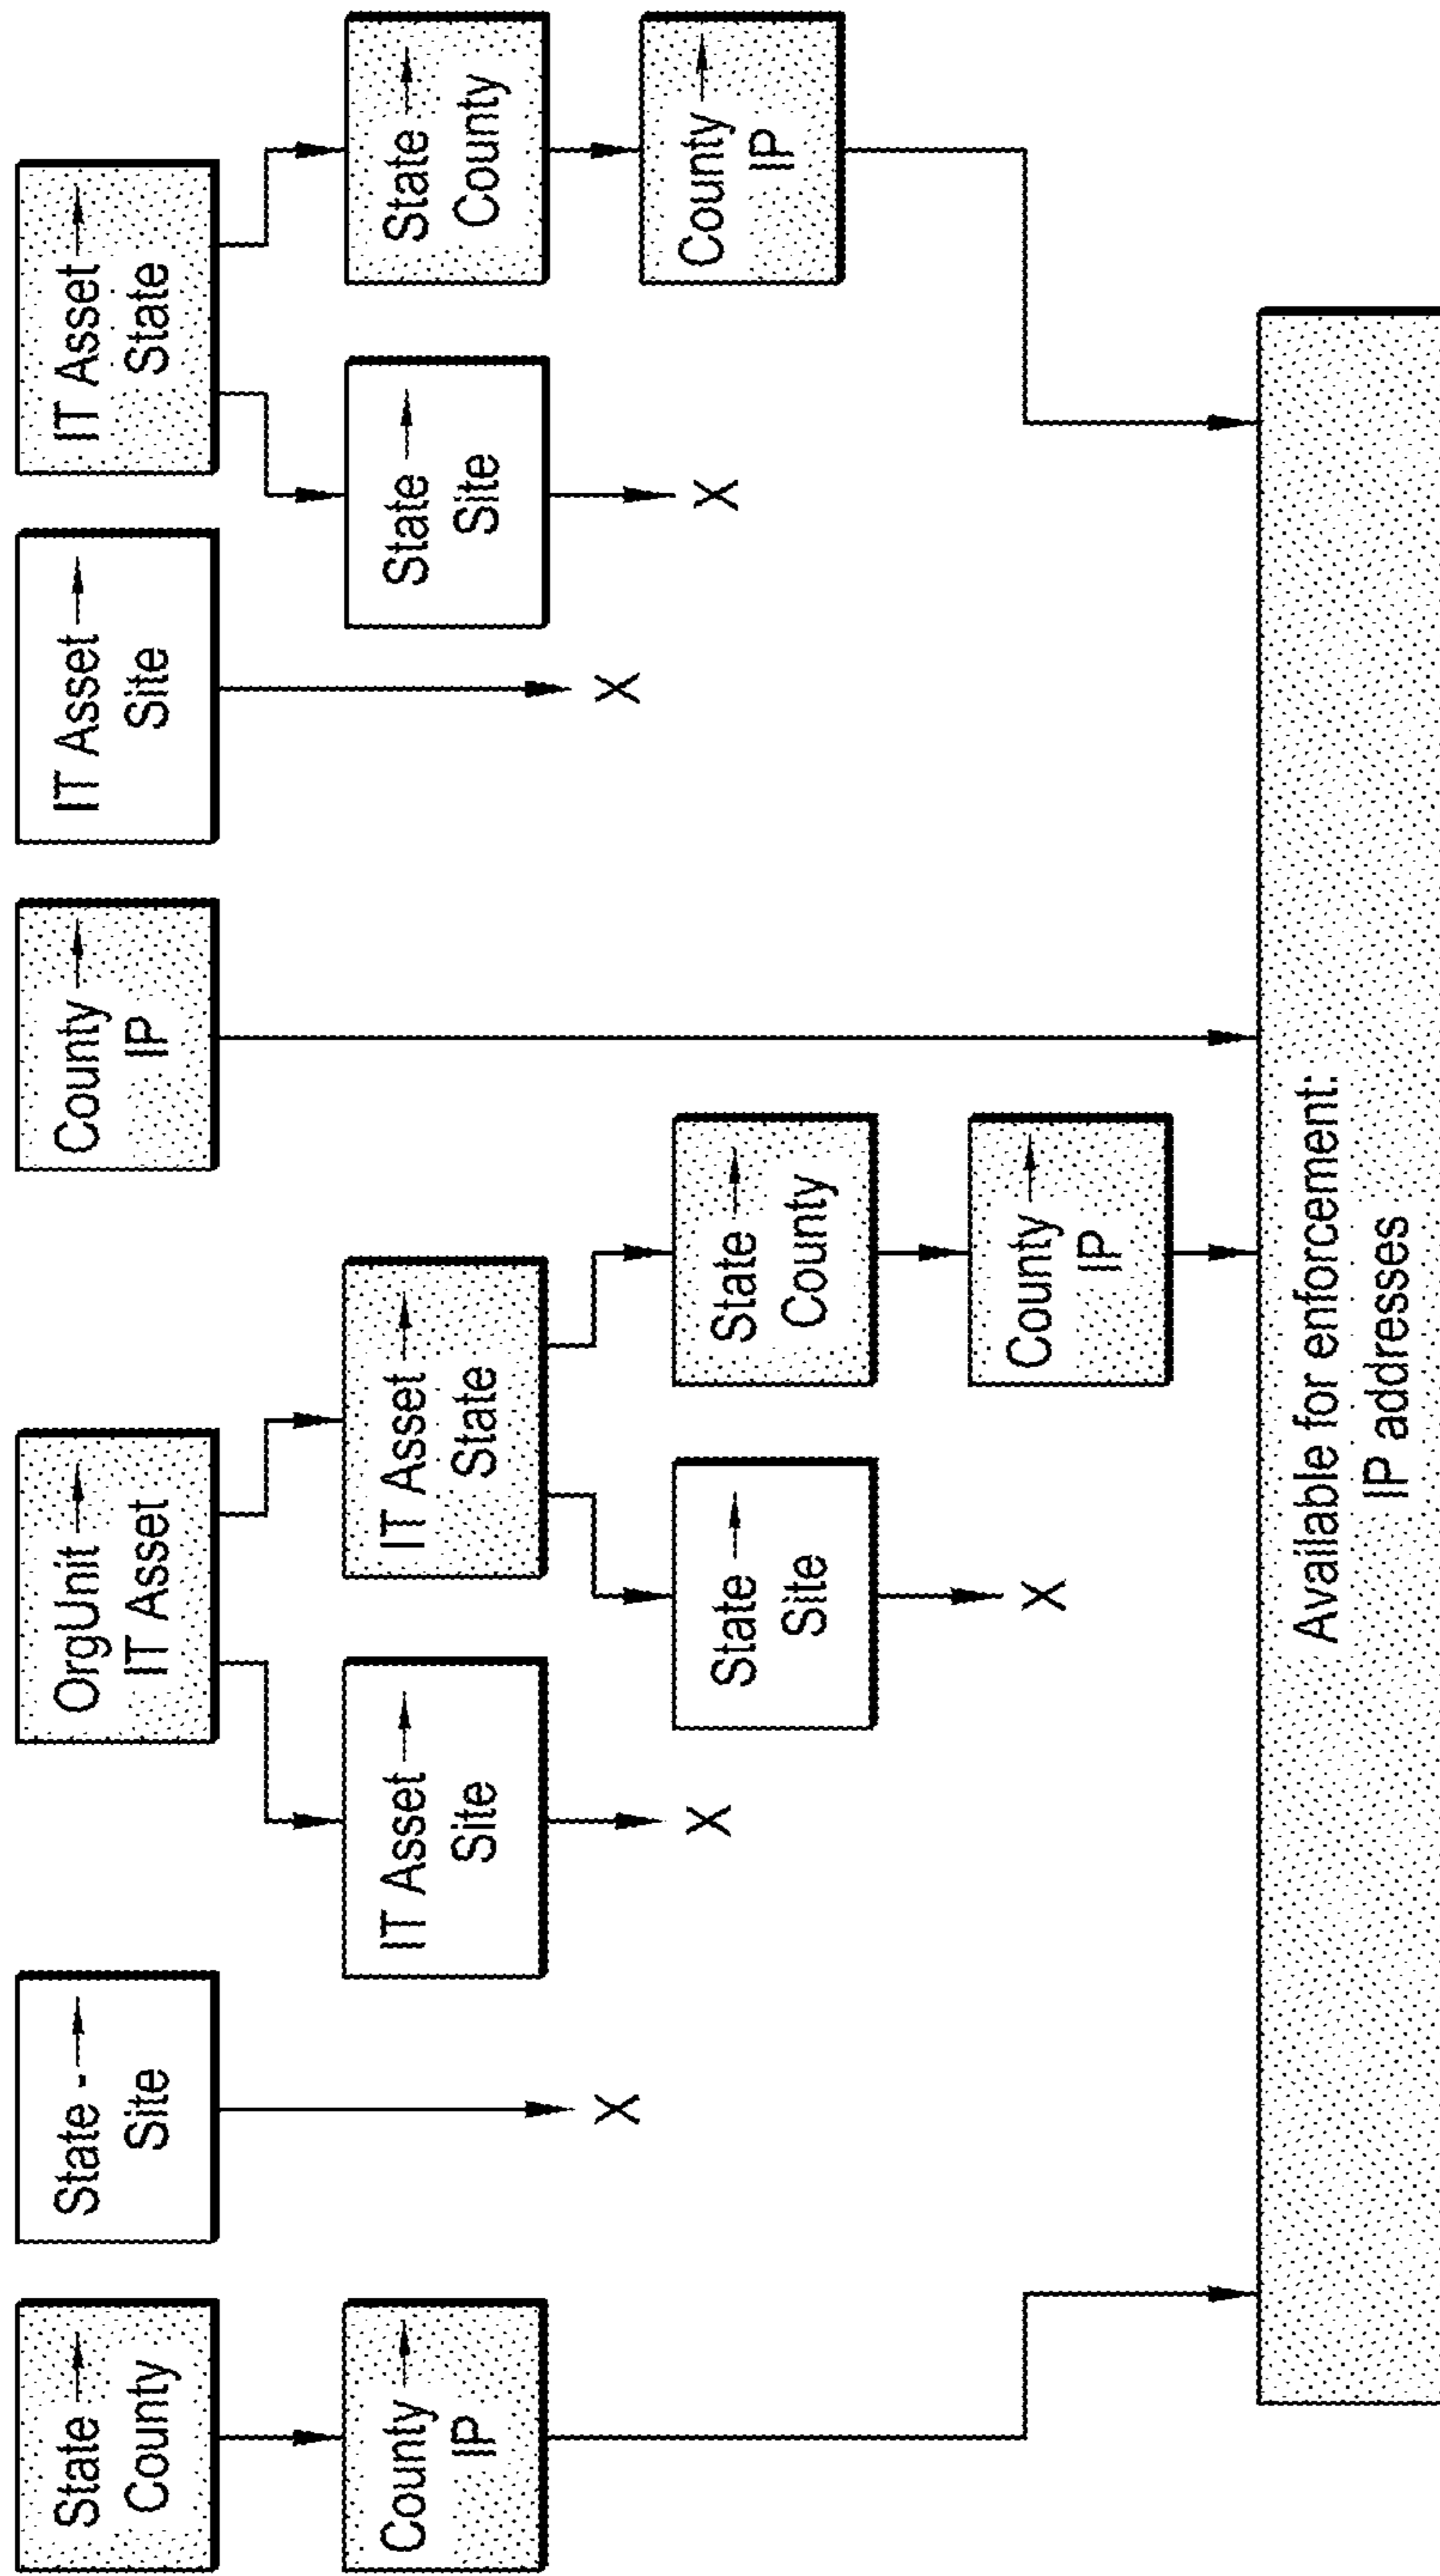 State →
County
State - →
Site
OrgUnit →
IT Asset
County →
IP
IT Asset →
Site
IT Asset →
State
County →
IP
IT Asset →
Site
IT Asset →
State
State →
Site
State →
County
State →
Site
State →
County
County →
IP
County →
IP
X
X
X
X
X
Available for enforcement:
IP addresses